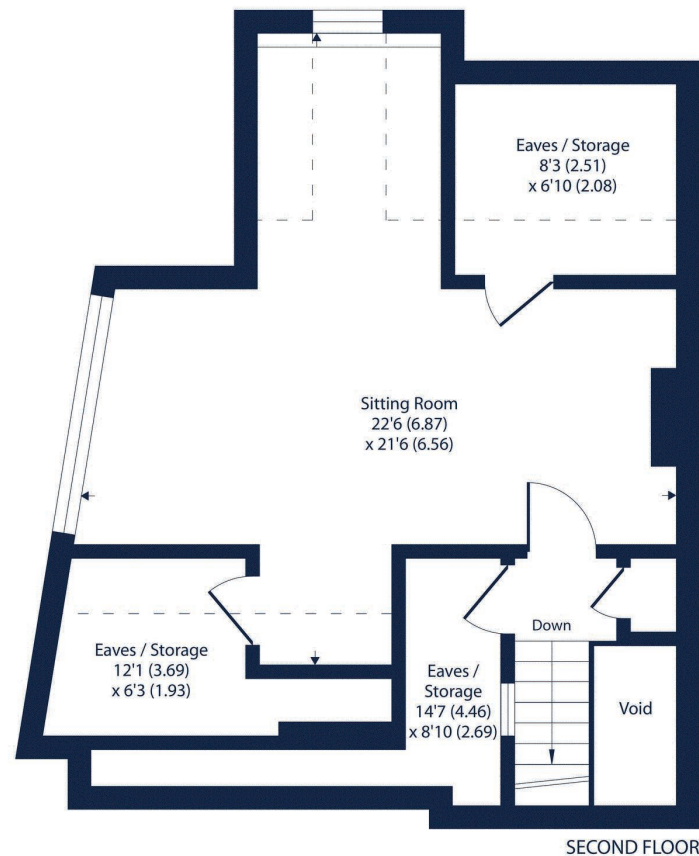 Eaves / Storage
8'3 (2.51)
x 6'10 (2.08)
Sitting Room
22'6 (6.87)
x 21'6 (6.56)
Eaves / Storage
12'1 (3.69)
x 6'3 (1.93)
Eaves /
Storage
14'7 (4.46)
x 8'10 (2.69)
Down
Void
SECOND FLOOR